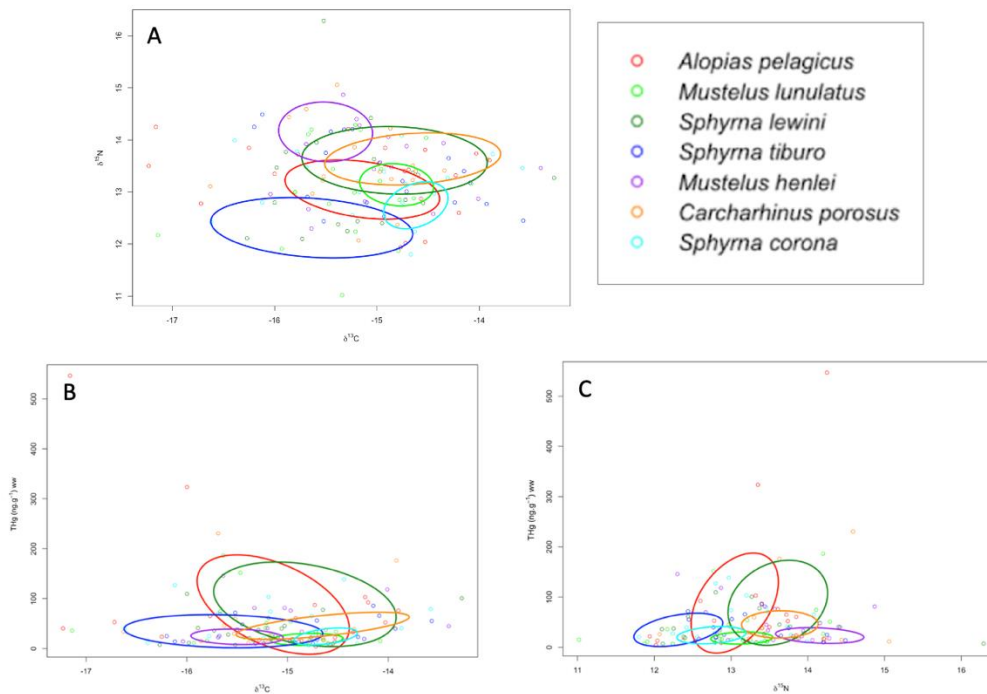 A
16
15
14
13
12
11
δ¹⁵N
-17 -16 -15 -14
δ¹³C
Alopias pelagicus
Mustelus lunulatus
Sphyrna lewini
Sphyrna tiburo
Mustelus henlei
Carcharhinus porosus
Sphyrna corona
B
500
400
300
200
100
0
THg (ng.g⁻¹) ww
-17 -16 -15 -14
δ¹³C
C
500
400
300
200
100
0
THg (ng.g⁻¹) ww
11 12 13 14 15 16
δ¹⁵N